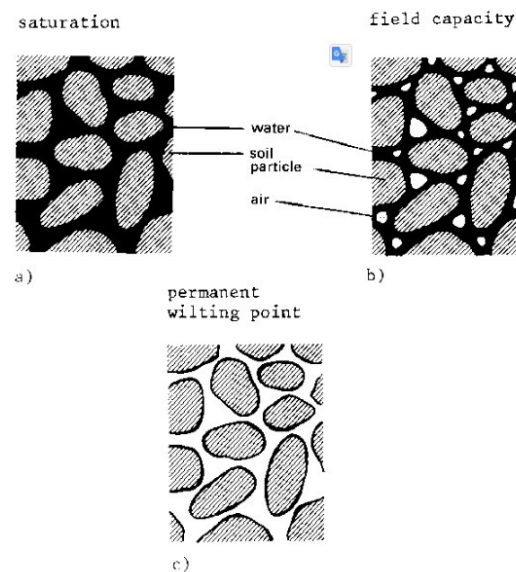 saturation
field capacity
water
soil
particle
air
a)
b)
permanent
wilting point
c)